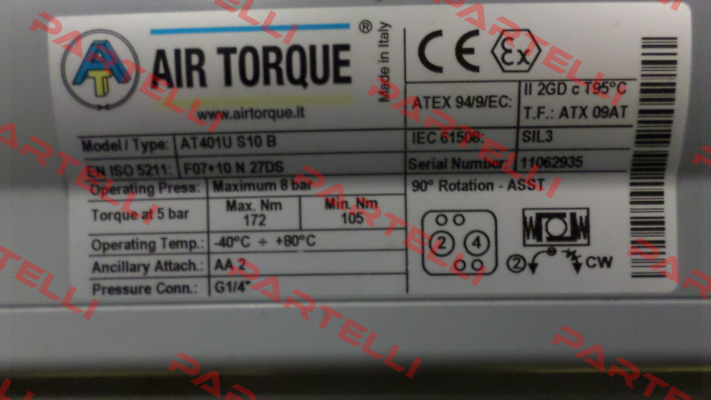 AT
AIR TORQUE®
Made in Italy
www.airtorque.it
CE Ex
ATEX 94/9/EC: II 2GD c T95°C
T.F.: ATX 09AT
Model / Type: AT401U S10 B
IEC 61508: SIL3
EN ISO 5211: F07+10 N 27DS
Serial Number: 11062935
Operating Press: Maximum 8 bar
90° Rotation - ASST
Torque at 5 bar
Max. Nm 172
Min. Nm 105
2 4
2 CW
Operating Temp.: -40°C ÷ +80°C
Ancillary Attach.: AA 2
Pressure Conn.: G1/4"
PARTELLI